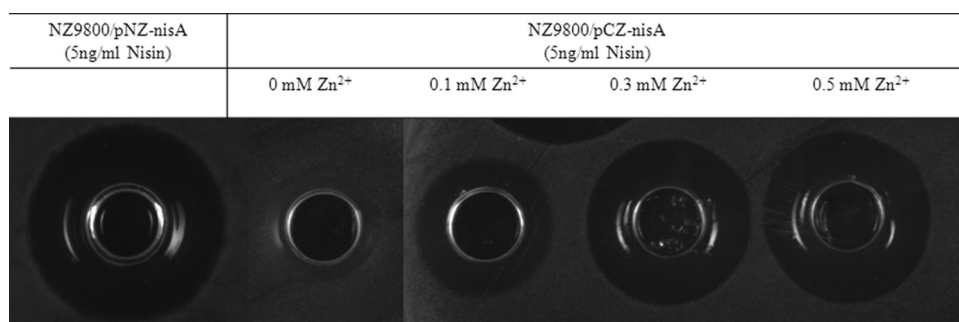 NZ9800/pNZ-nisA
(5ng/ml Nisin)
NZ9800/pCZ-nisA
(5ng/ml Nisin)
0 mM Zn²⁺
0.1 mM Zn²⁺
0.3 mM Zn²⁺
0.5 mM Zn²⁺